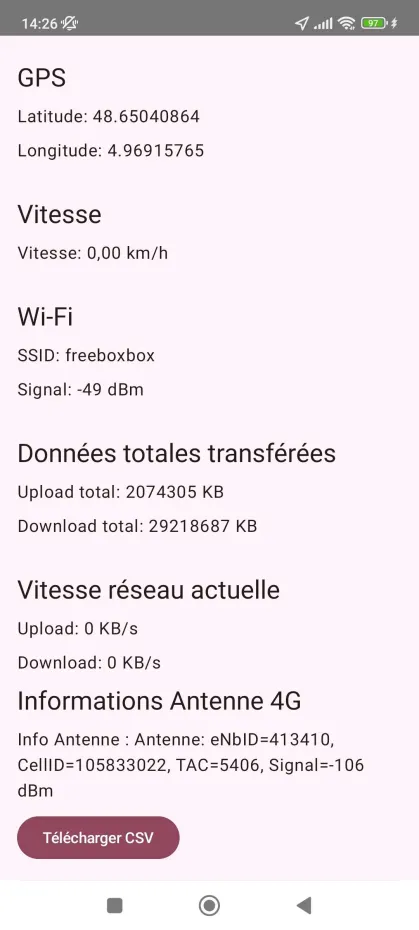 14:26
97
GPS
Latitude: 48.65040864
Longitude: 4.96915765
Vitesse
Vitesse: 0,00 km/h
Wi-Fi
SSID: freeboxbox
Signal: -49 dBm
Données totales transférées
Upload total: 2074305 KB
Download total: 29218687 KB
Vitesse réseau actuelle
Upload: 0 KB/s
Download: 0 KB/s
Informations Antenne 4G
Info Antenne : Antenne: eNbID=413410,
CellID=105833022, TAC=5406, Signal=-106
dBm
Télécharger CSV